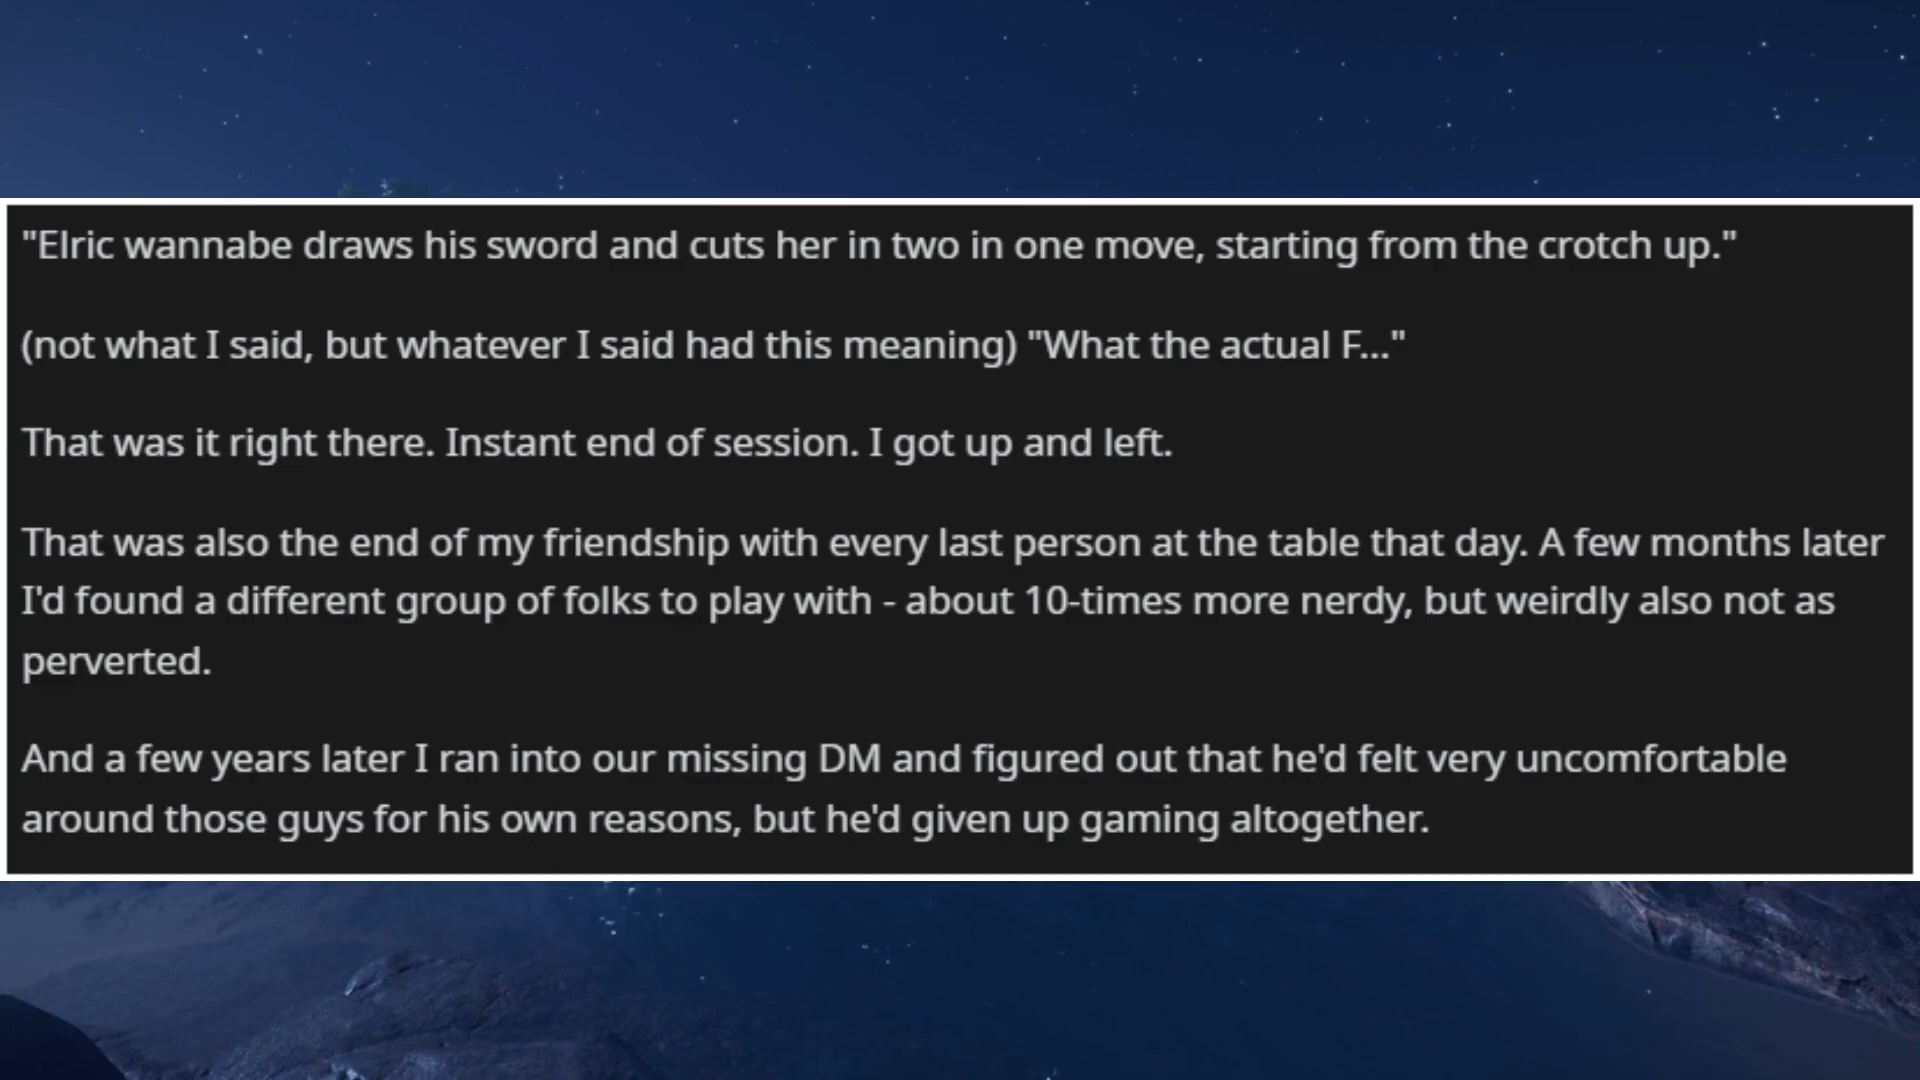 "Elric wannabe draws his sword and cuts her in two in one move, starting from the crotch up."
(not what I said, but whatever I said had this meaning) "What the actual F..."
That was it right there. Instant end of session. I got up and left.
That was also the end of my friendship with every last person at the table that day. A few months later
I'd found a different group of folks to play with - about 10-times more nerdy, but weirdly also not as
perverted.
And a few years later I ran into our missing DM and figured out that he'd felt very uncomfortable
around those guys for his own reasons, but he'd given up gaming altogether.